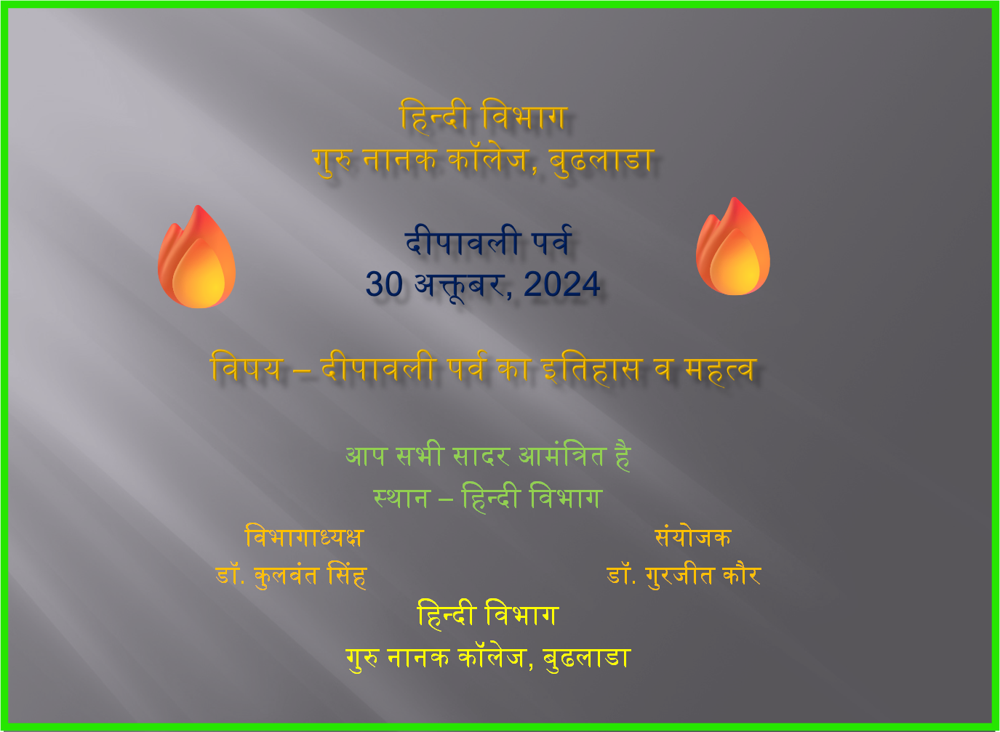 हिन्दी विभाग
गुरु नानक कॉलेज, बुढलाडा
दीपावली पर्व
30 अक्तूबर, 2024
विषय – दीपावली पर्व का इतिहास व महत्व
आप सभी सादर आमंत्रित है
स्थान – हिन्दी विभाग
विभागाध्यक्ष संयोजक
डॉ. कुलवंत सिंह डॉ. गुरजीत कौर
हिन्दी विभाग
गुरु नानक कॉलेज, बुढलाडा